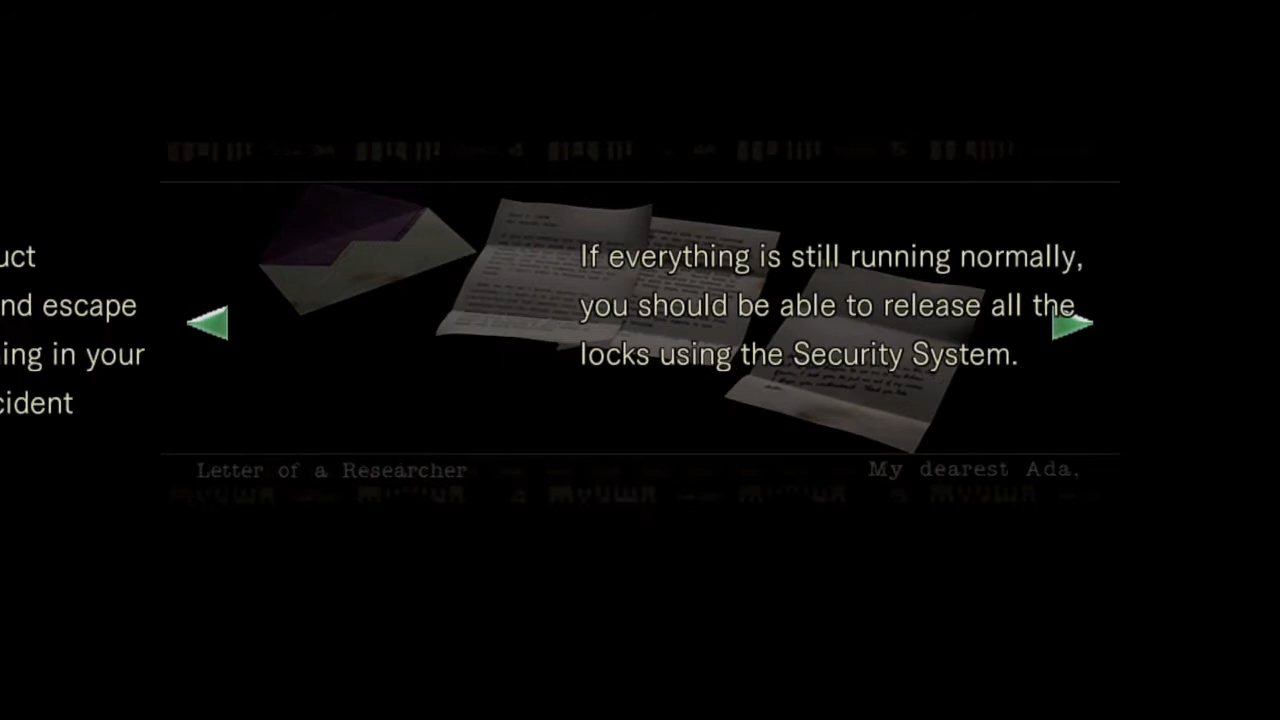 uct
nd escape
ing in your
cident
If everything is still running normally,
you should be able to release all the
locks using the Security System.
Letter of a Researcher
My dearest Ada,